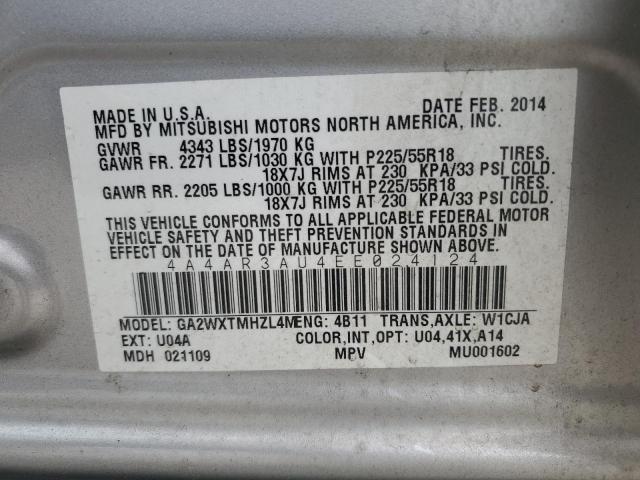 MADE IN U.S.A. DATE FEB. 2014
MFD BY MITSUBISHI MOTORS NORTH AMERICA, INC.
GVWR 4343 LBS/1970 KG
GAWR FR. 2271 LBS/1030 KG WITH P225/55R18 TIRES.
18X7J RIMS AT 230 KPA/33 PSI COLD.
GAWR RR. 2205 LBS/1000 KG WITH P225/55R18 TIRES.
18X7J RIMS AT 230 KPA/33 PSI COLD.
THIS VEHICLE CONFORMS TO ALL APPLICABLE FEDERAL MOTOR
VEHICLE SAFETY AND THEFT PREVENTION STANDARDS IN
EFFECT ON THE DATE OF MANUFACTURE SHOWN ABOVE.
4A4AR3AU4EE024124
MODEL: GA2WXTMHZL4M ENG: 4B11 TRANS,AXLE: W1CJA
EXT: U04A COLOR,INT,OPT: U04,41X,A14
MDH 021109 MPV MU001602